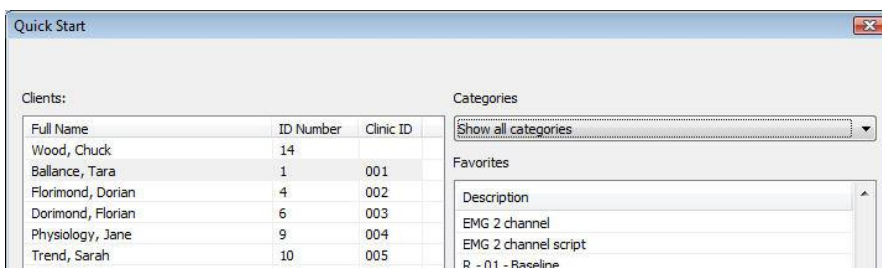 Quick Start
Clients:
Full Name ID Number Clinic ID
Wood, Chuck 14
Ballance, Tara 1 001
Florimond, Dorian 4 002
Dorimond, Florian 6 003
Physiology, Jane 9 004
Trend, Sarah 10 005
Categories
Show all categories
Favorites
Description
EMG 2 channel
EMG 2 channel script
R - 01 - Baseline